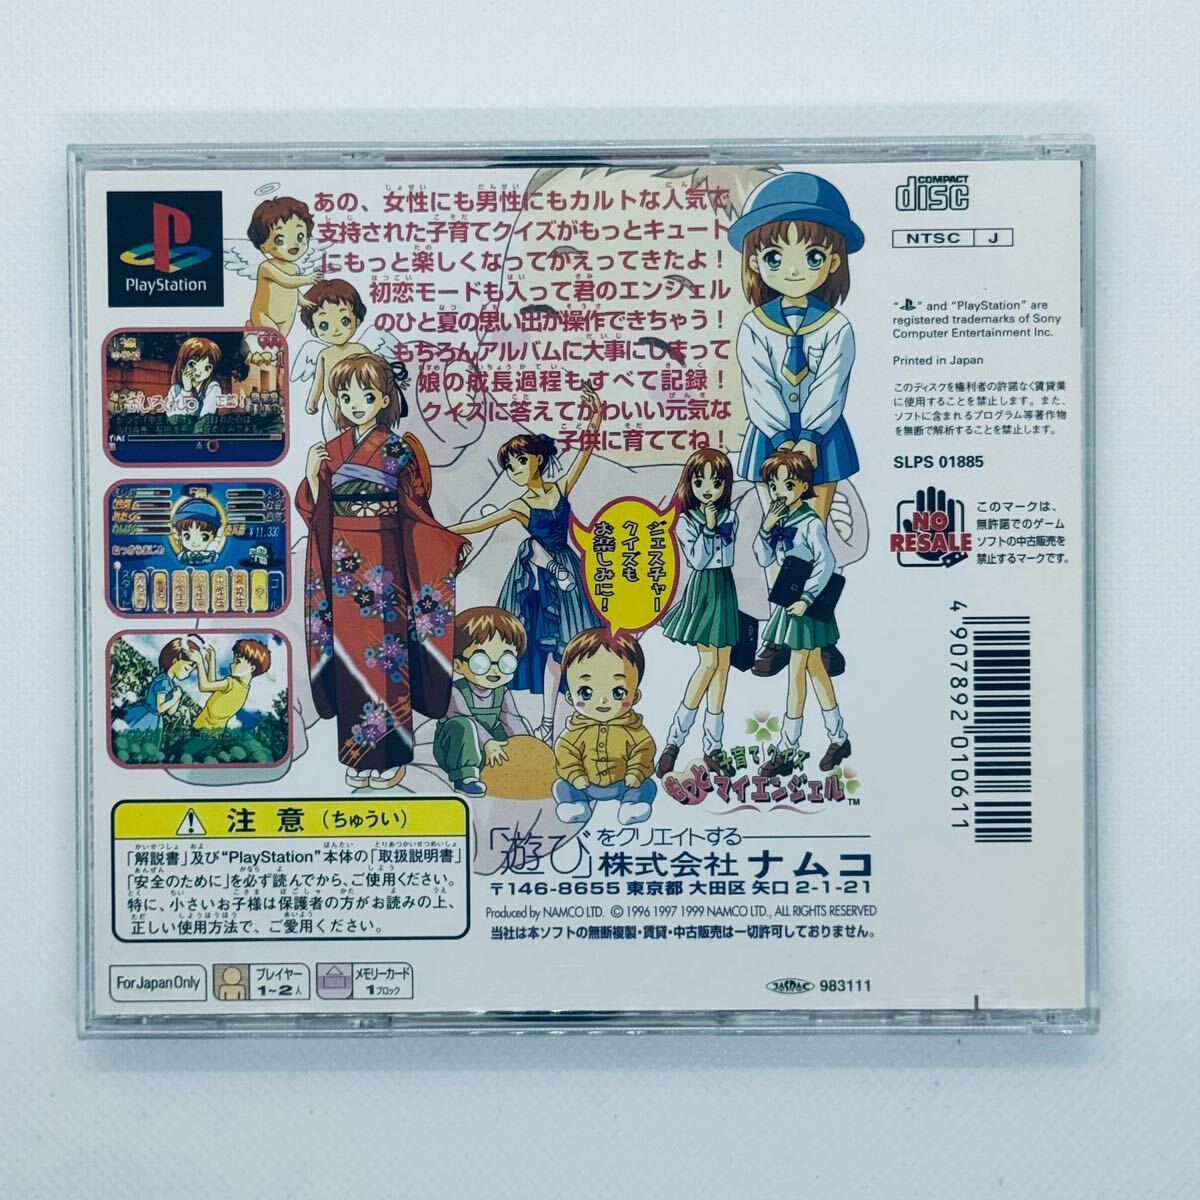 PlayStation
あの、女性にも男性にもカルトな人気で
支持された子育てクイズがもっとキュート
にもっと楽しくなってかえってきたよ！
初恋モードも入って君のエンジェル
のひと夏の思い出が操作できちゃう！
もちろんアルバムに大事にしまって
娘の成長過程もすべて記録！
クイズに答えてかわいい元気な
子供に育ててね！
COMPACT
disc
NTSC J
“ ” and “PlayStation” are
registered trademarks of Sony
Computer Entertainment Inc.
Printed in Japan
このディスクを権利者の許諾なく賃貸業
に使用することを禁止します。また、
ソフトに含まれるプログラム等著作物
を無断で解析することを禁止します。
SLPS 01885
NO
RESALE
このマークは、
無許諾でのゲーム
ソフトの中古販売を
禁止するマークです。
4 907892 010611
ジェスチャー
クイズも
お楽しみに！
子育てクイズ
もっとマイエンジェル™
注意（ちゅうい）
「解説書」及び“PlayStation”本体の「取扱説明書」
「安全のために」を必ず読んでから、ご使用ください。
特に、小さいお子様は保護者の方がお読みの上、
正しい使用方法で、ご愛用ください。
「遊び」をクリエイトする
株式会社ナムコ
〒146-8655 東京都 大田区 矢口 2-1-21
Produced by NAMCO LTD. © 1996 1997 1999 NAMCO LTD., ALL RIGHTS RESERVED
当社は本ソフトの無断複製・賃貸・中古販売は一切許可しておりません。
For Japan Only
プレイヤー
1~2人
メモリーカード
1ブロック
JASRAC 983111